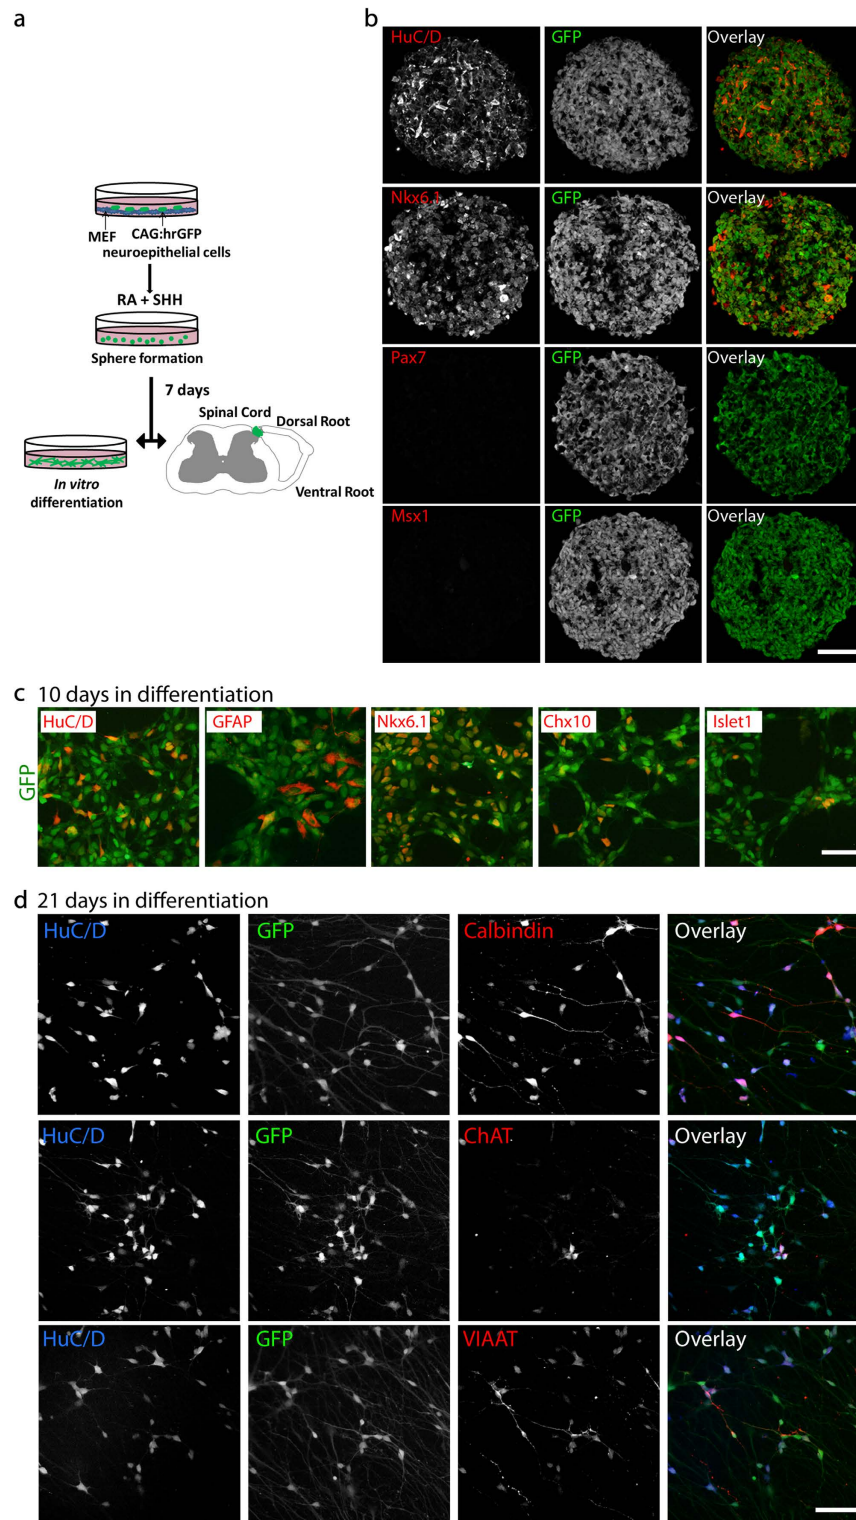 a
MEF
CAG:hrGFP
neuroepithelial cells
RA + SHH
Sphere formation
7 days
Spinal Cord
Dorsal Root
In vitro
differentiation
Ventral Root
b
HuC/D GFP Overlay
Nkx6.1 GFP Overlay
Pax7 GFP Overlay
Msx1 GFP Overlay
c 10 days in differentiation
GFP
HuC/D GFAP Nkx6.1 Chx10 Islet1
d 21 days in differentiation
HuC/D GFP Calbindin Overlay
HuC/D GFP ChAT Overlay
HuC/D GFP VIAAT Overlay